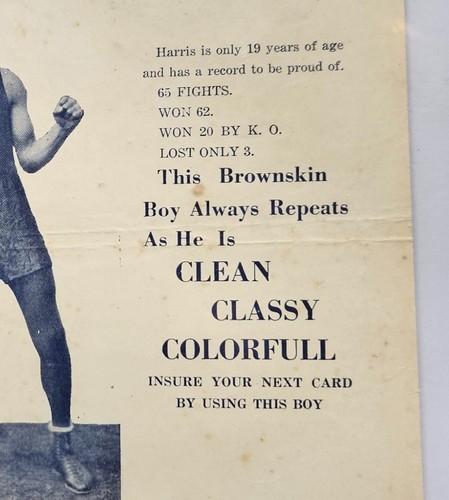 Harris is only 19 years of age
and has a record to be proud of.
65 FIGHTS.
WON 62.
WON 20 BY K. O.
LOST ONLY 3.
This Brownskin
Boy Always Repeats
As He Is
CLEAN
CLASSY
COLORFULL
INSURE YOUR NEXT CARD
BY USING THIS BOY